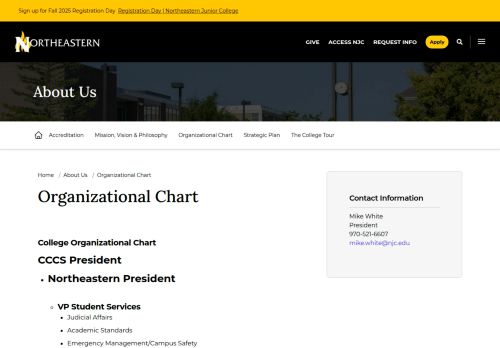 Sign up for Fall 2025 Registration Day Registration Day | Northeastern Junior College
NORTHEASTERN
GIVE ACCESS NJC REQUEST INFO Apply
About Us
Accreditation Mission, Vision & Philosophy Organizational Chart Strategic Plan The College Tour
Home / About Us / Organizational Chart
Organizational Chart
College Organizational Chart
CCCS President
Northeastern President
VP Student Services
Judicial Affairs
Academic Standards
Emergency Management/Campus Safety
Contact Information
Mike White
President
970-521-6607
mike.white@njc.edu